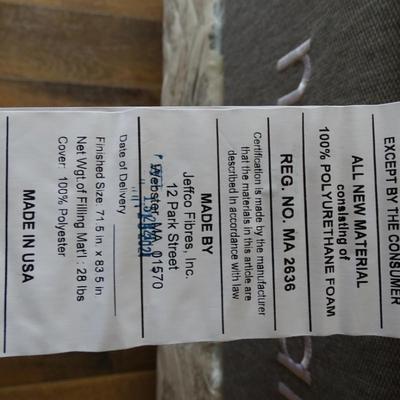 EXCEPT BY THE CONSUMER
ALL NEW MATERIAL
consisting of
100% POLYURETHANE FOAM
REG. NO. MA 2636
Certification is made by the manufacturer
that the materials in this article are
described in accordance with law
MADE BY
Jeffco Fibres, Inc.
12 Park Street
Webster, MA 01570
Date of Delivery
Finished Size: 71.5 in x 83.5 in
Net Wgt.of Filling Mat'l : 28 lbs
Cover: 100% Polyester
MADE IN USA